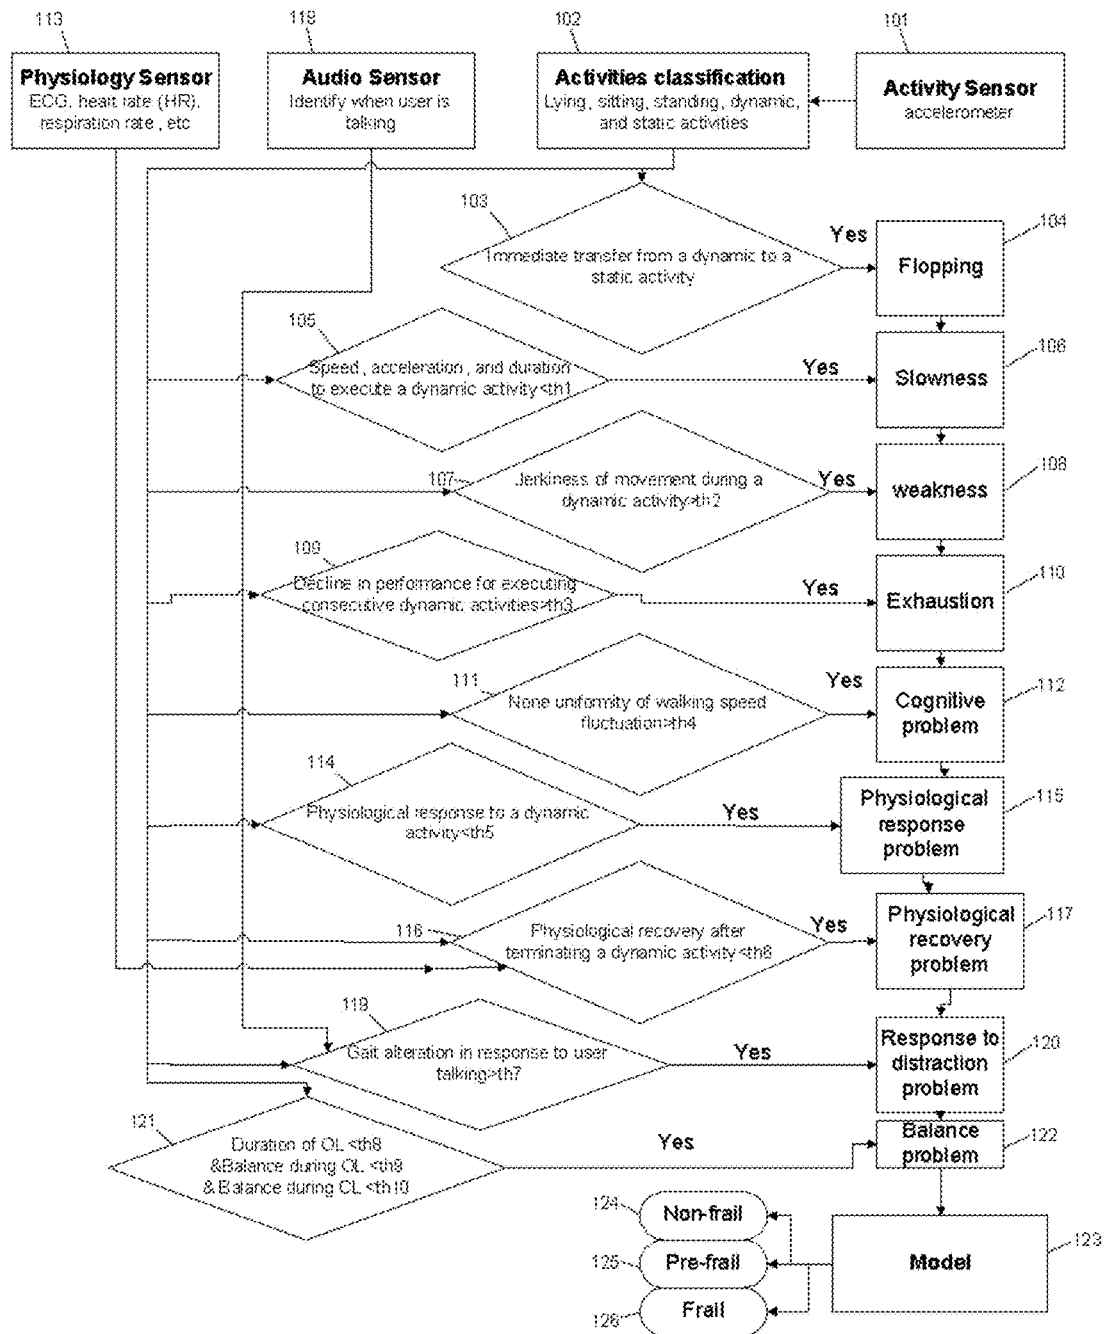 113
118
102
101
Physiology Sensor
ECG, heart rate (HR),
respiration rate, etc
Audio Sensor
Identify when user is
talking
Activities classification
Lying, sitting, standing, dynamic,
and static activities
Activity Sensor
accelerometer
103
Immediate transfer from a dynamic to a
static activity
Yes
104
Flopping
105
Speed, acceleration, and duration
to execute a dynamic activity<th1
Yes
106
Slowness
107
Jerkiness of movement during a
dynamic activity>th2
Yes
108
weakness
109
Decline in performance for executing
consecutive dynamic activities>th3
Yes
110
Exhaustion
111
None uniformity of walking speed
fluctuation>th4
Yes
112
Cognitive
problem
114
Physiological response to a dynamic
activity<th5
Yes
115
Physiological
response
problem
116
Physiological recovery after
terminating a dynamic activity<th6
Yes
117
Physiological
recovery
problem
119
Gait alteration in response to user
talking>th7
Yes
120
Response to
distraction
problem
121
Duration of OL <th8
&Balance during OL <th9
& Balance during CL <th10
Yes
122
Balance
problem
124
Non-frail
125
Pre-frail
126
Frail
Model
123